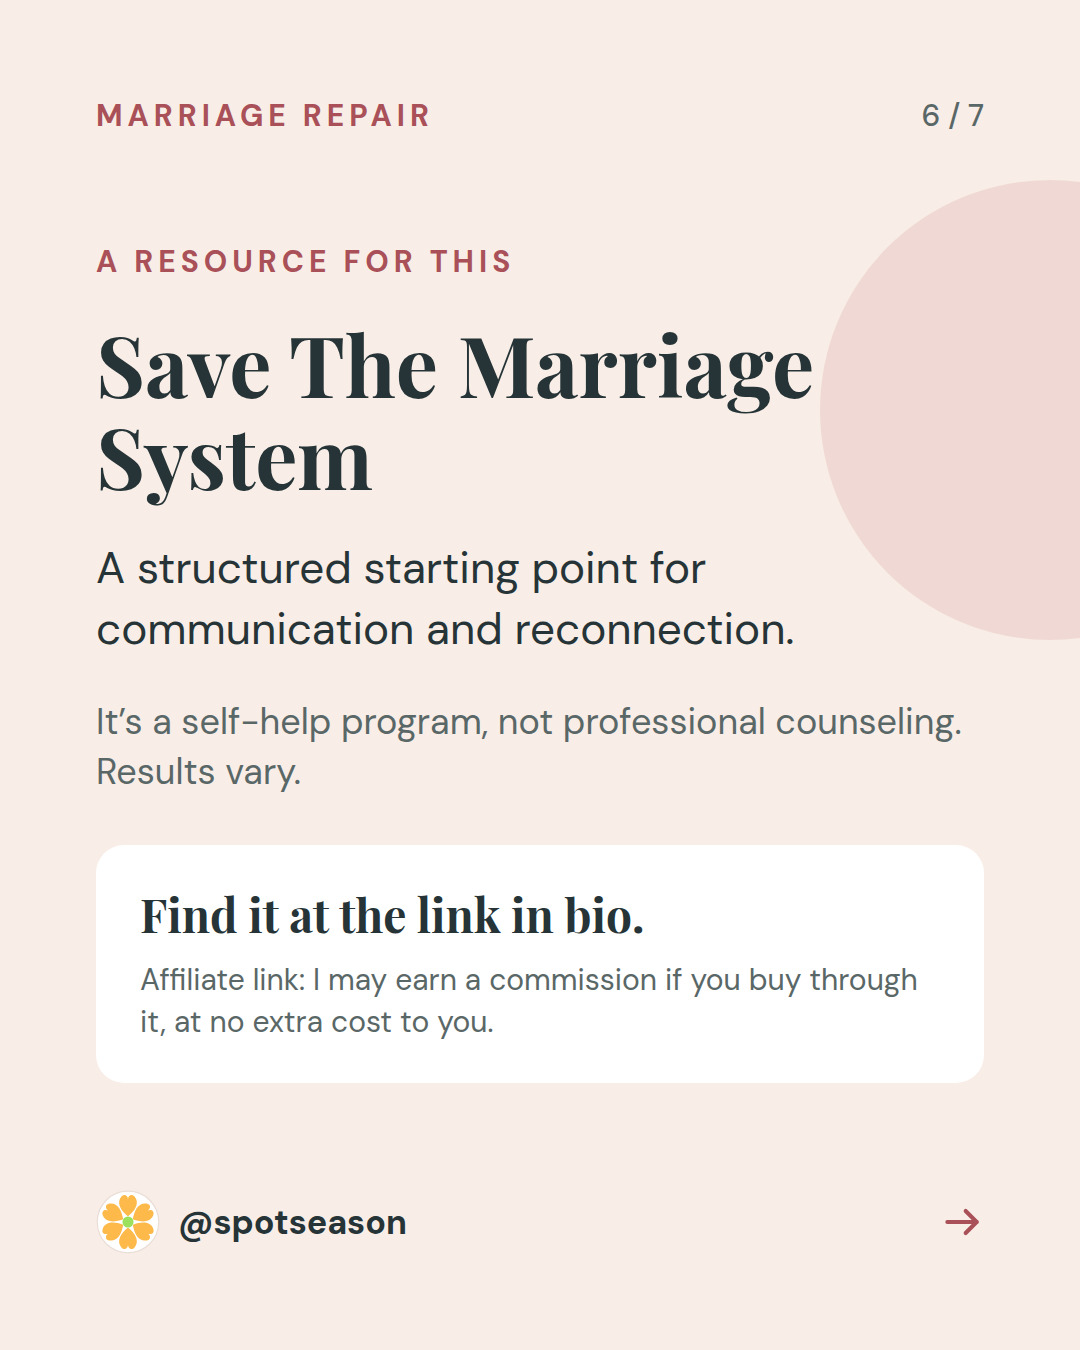 MARRIAGE REPAIR
6 / 7
A RESOURCE FOR THIS
Save The Marriage
System
A structured starting point for
communication and reconnection.
It’s a self-help program, not professional counseling.
Results vary.
Find it at the link in bio.
Affiliate link: I may earn a commission if you buy through
it, at no extra cost to you.
@spotseason